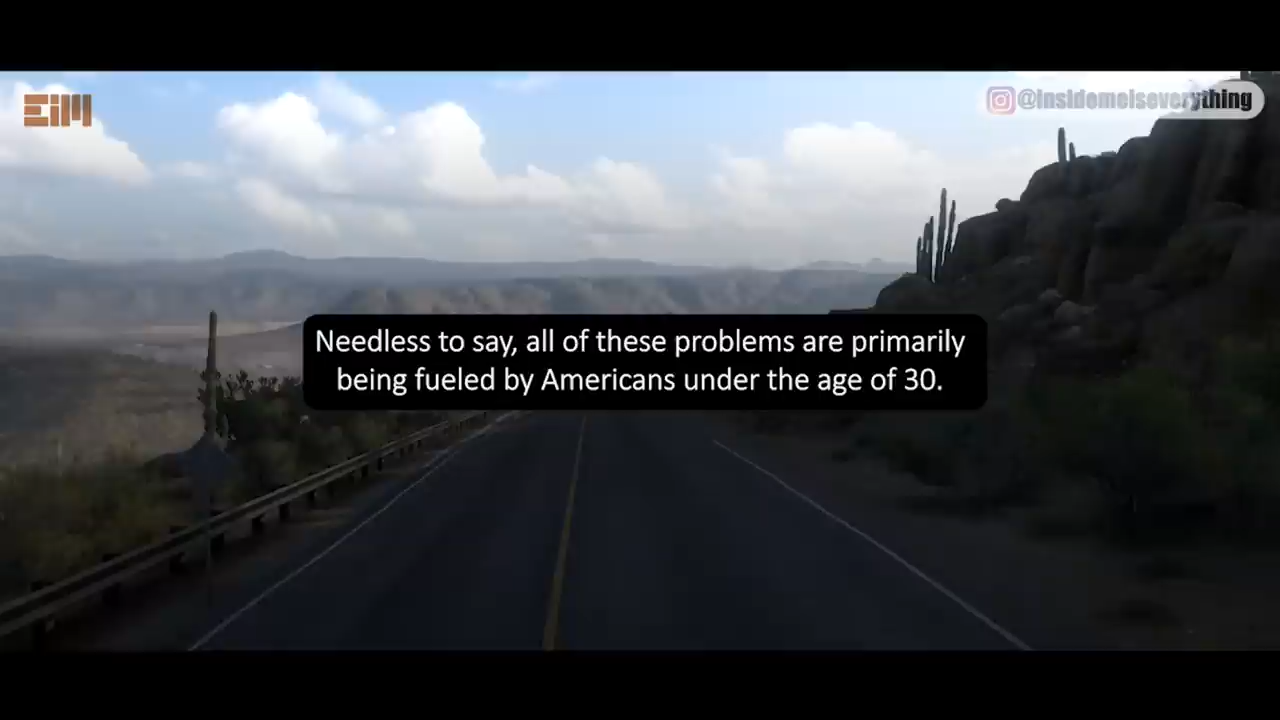 EIM
@insidemeiseverything
Needless to say, all of these problems are primarily
being fueled by Americans under the age of 30.